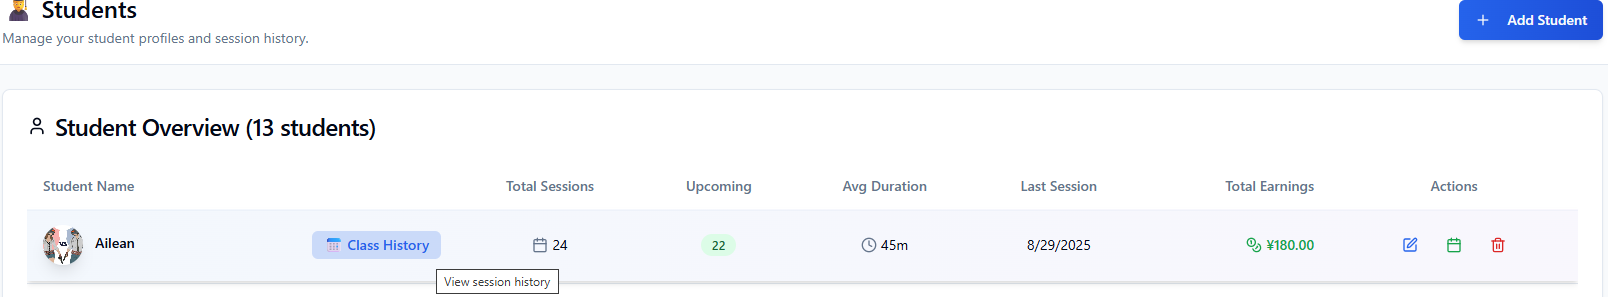 Students
Add Student
Manage your student profiles and session history.
Student Overview (13 students)
Student Name Total Sessions Upcoming Avg Duration Last Session Total Earnings Actions
Ailean Class History 24 22 45m 8/29/2025 ¥180.00
View session history